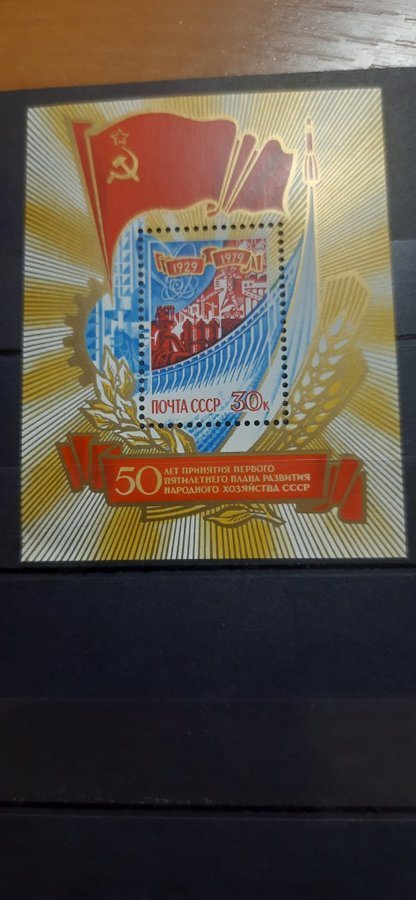 1929 1979
ПОЧТА СССР 30к
50 ЛЕТ ПРИНЯТИЯ ПЕРВОГО
ПЯТИЛЕТНЕГО ПЛАНА РАЗВИТИЯ
НАРОДНОГО ХОЗЯЙСТВА СССР